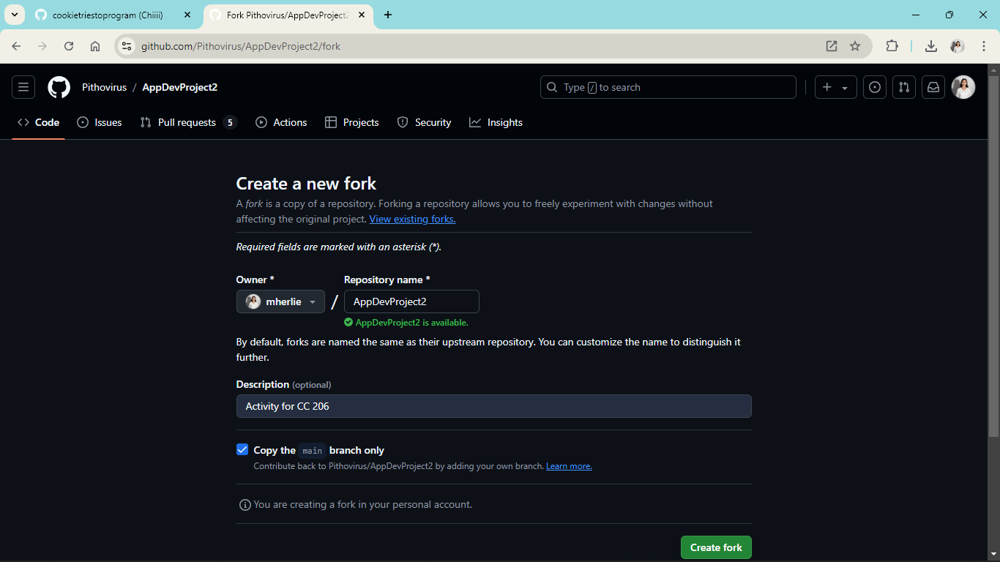 cookietriestoprogram (Chiiii)
Fork Pithovirus/AppDevProject2
github.com/Pithovirus/AppDevProject2/fork
Pithovirus / AppDevProject2
Type / to search
Code
Issues
Pull requests 5
Actions
Projects
Security
Insights
Create a new fork
A fork is a copy of a repository. Forking a repository allows you to freely experiment with changes without
affecting the original project. View existing forks.
Required fields are marked with an asterisk (*).
Owner *
Repository name *
mherlie
/
AppDevProject2
AppDevProject2 is available.
By default, forks are named the same as their upstream repository. You can customize the name to distinguish it
further.
Description (optional)
Activity for CC 206
Copy the main branch only
Contribute back to Pithovirus/AppDevProject2 by adding your own branch. Learn more.
You are creating a fork in your personal account.
Create fork